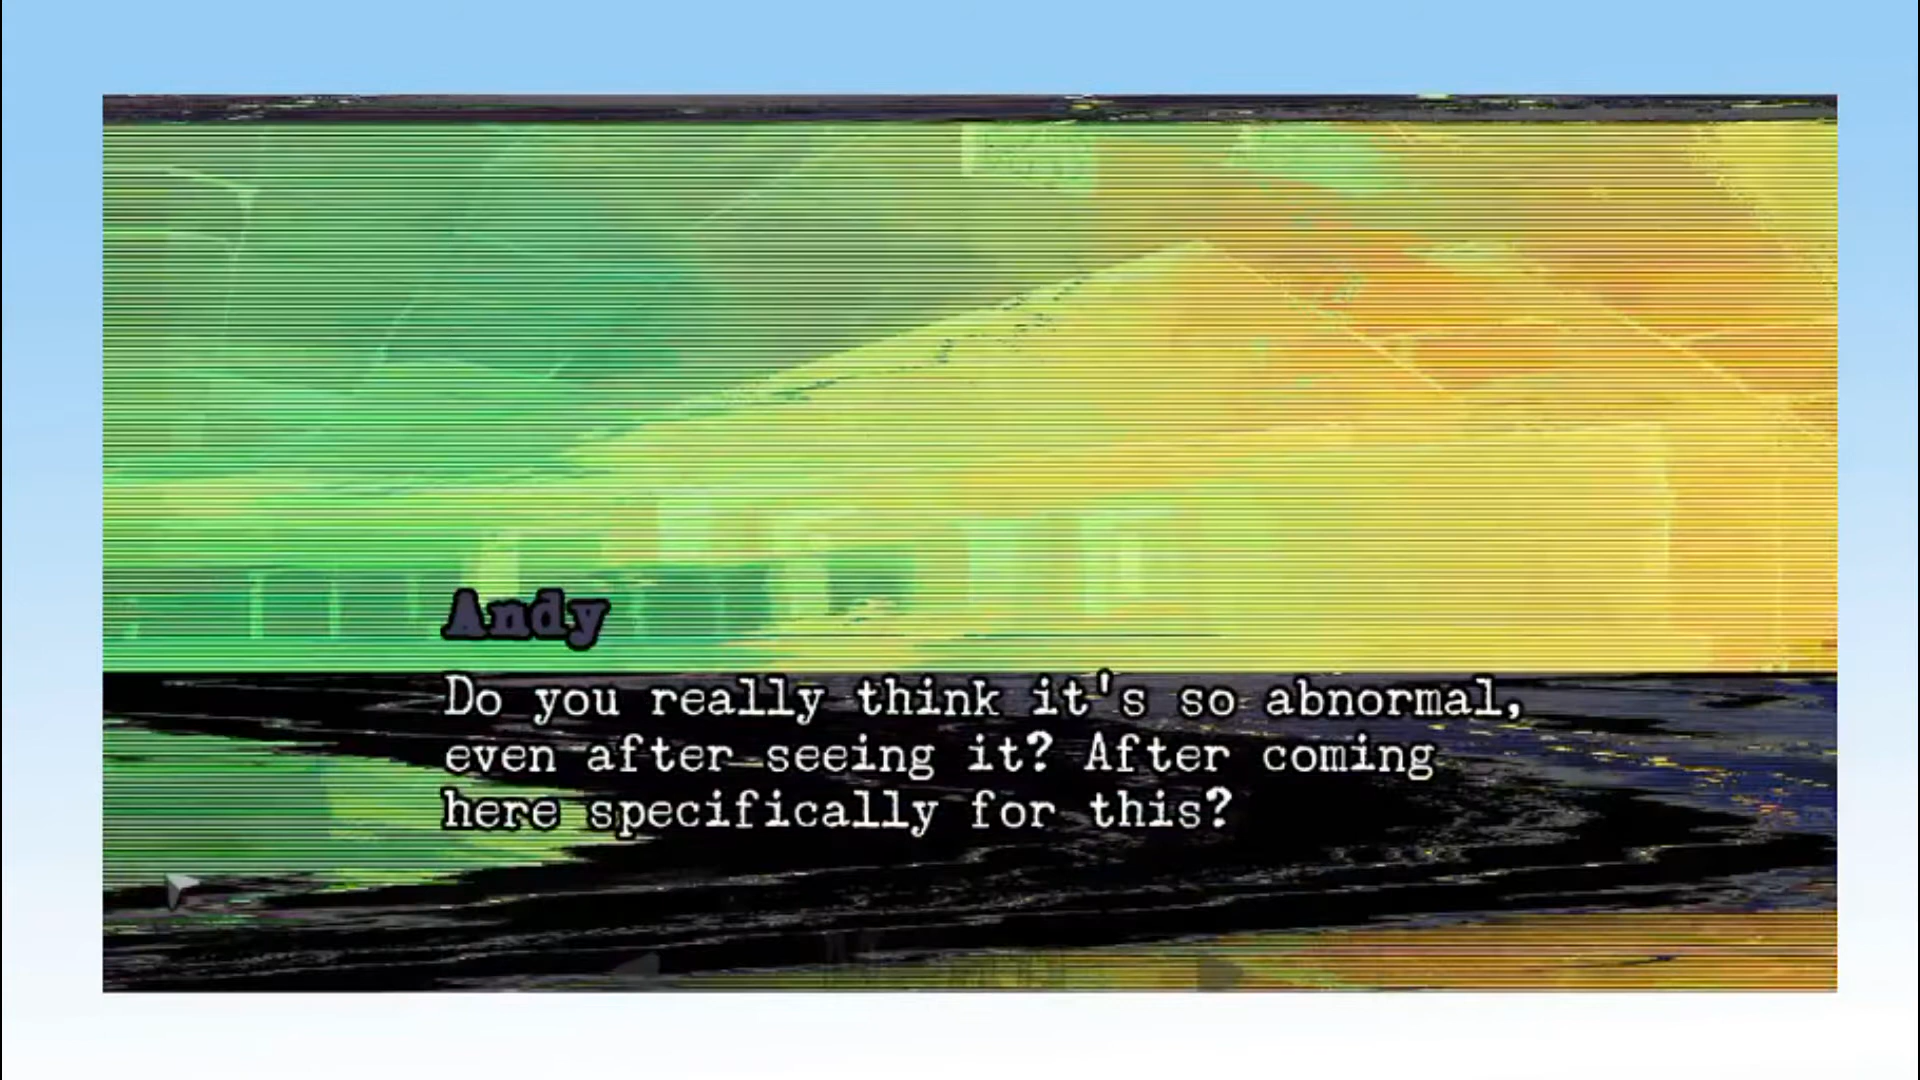 Andy
Do you really think it's so abnormal,
even after seeing it? After coming
here specifically for this?